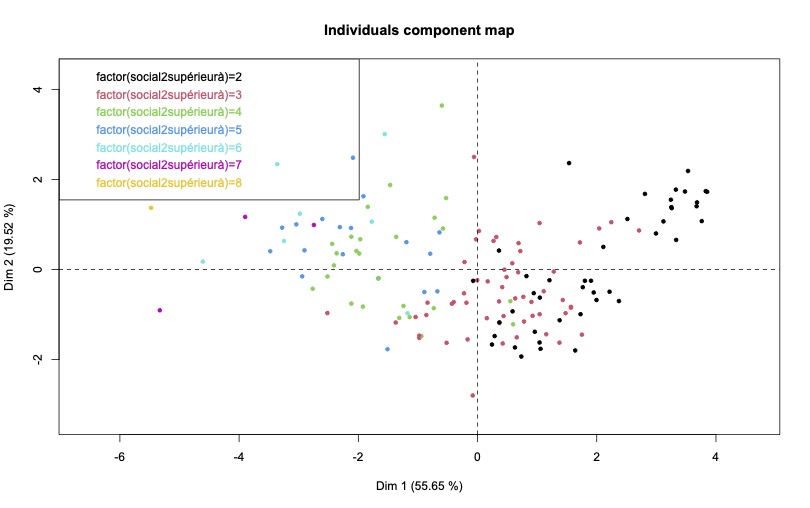 Individuals component map
factor(social2supérieurà)=2
factor(social2supérieurà)=3
factor(social2supérieurà)=4
factor(social2supérieurà)=5
factor(social2supérieurà)=6
factor(social2supérieurà)=7
factor(social2supérieurà)=8
4
2
0
-2
Dim 2 (19.52 %)
-6 -4 -2 0 2 4
Dim 1 (55.65 %)